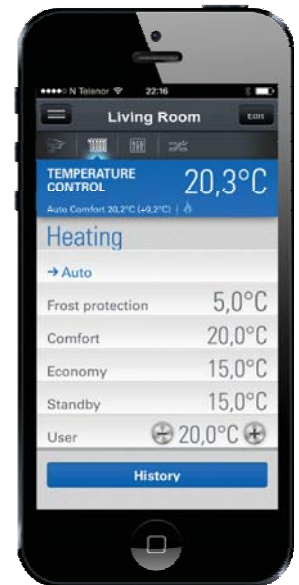 N Telenor 22:16
Living Room EDIT
TEMPERATURE
CONTROL 20,3°C
Auto Comfort 20,2°C (+0,2°C)
Heating
→ Auto
Frost protection 5,0°C
Comfort 20,0°C
Economy 15,0°C
Standby 15,0°C
User 20,0°C
History